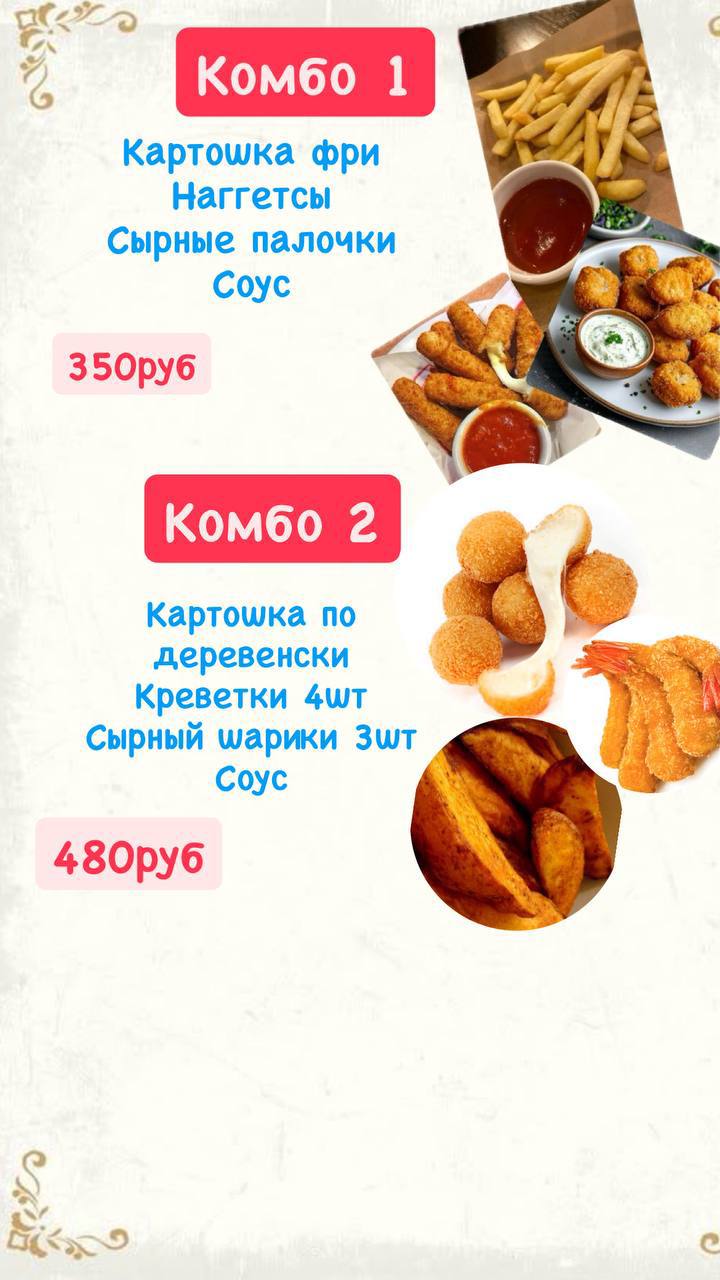 Комбо 1
Картошка фри
Наггетсы
Сырные палочки
Соус
350руб
Комбо 2
Картошка по
деревенски
Креветки 4шт
Сырный шарики 3шт
Соус
480руб